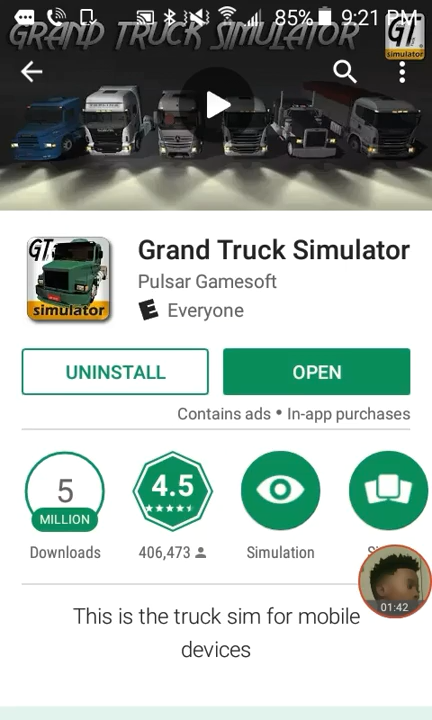 85% 9:21 PM
GRAND TRUCK SIMULATOR
GT
simulator
GT
simulator
Grand Truck Simulator
Pulsar Gamesoft
E Everyone
UNINSTALL
OPEN
Contains ads • In-app purchases
5
MILLION
4.5
Downloads
406,473
Simulation
01:42
This is the truck sim for mobile
devices